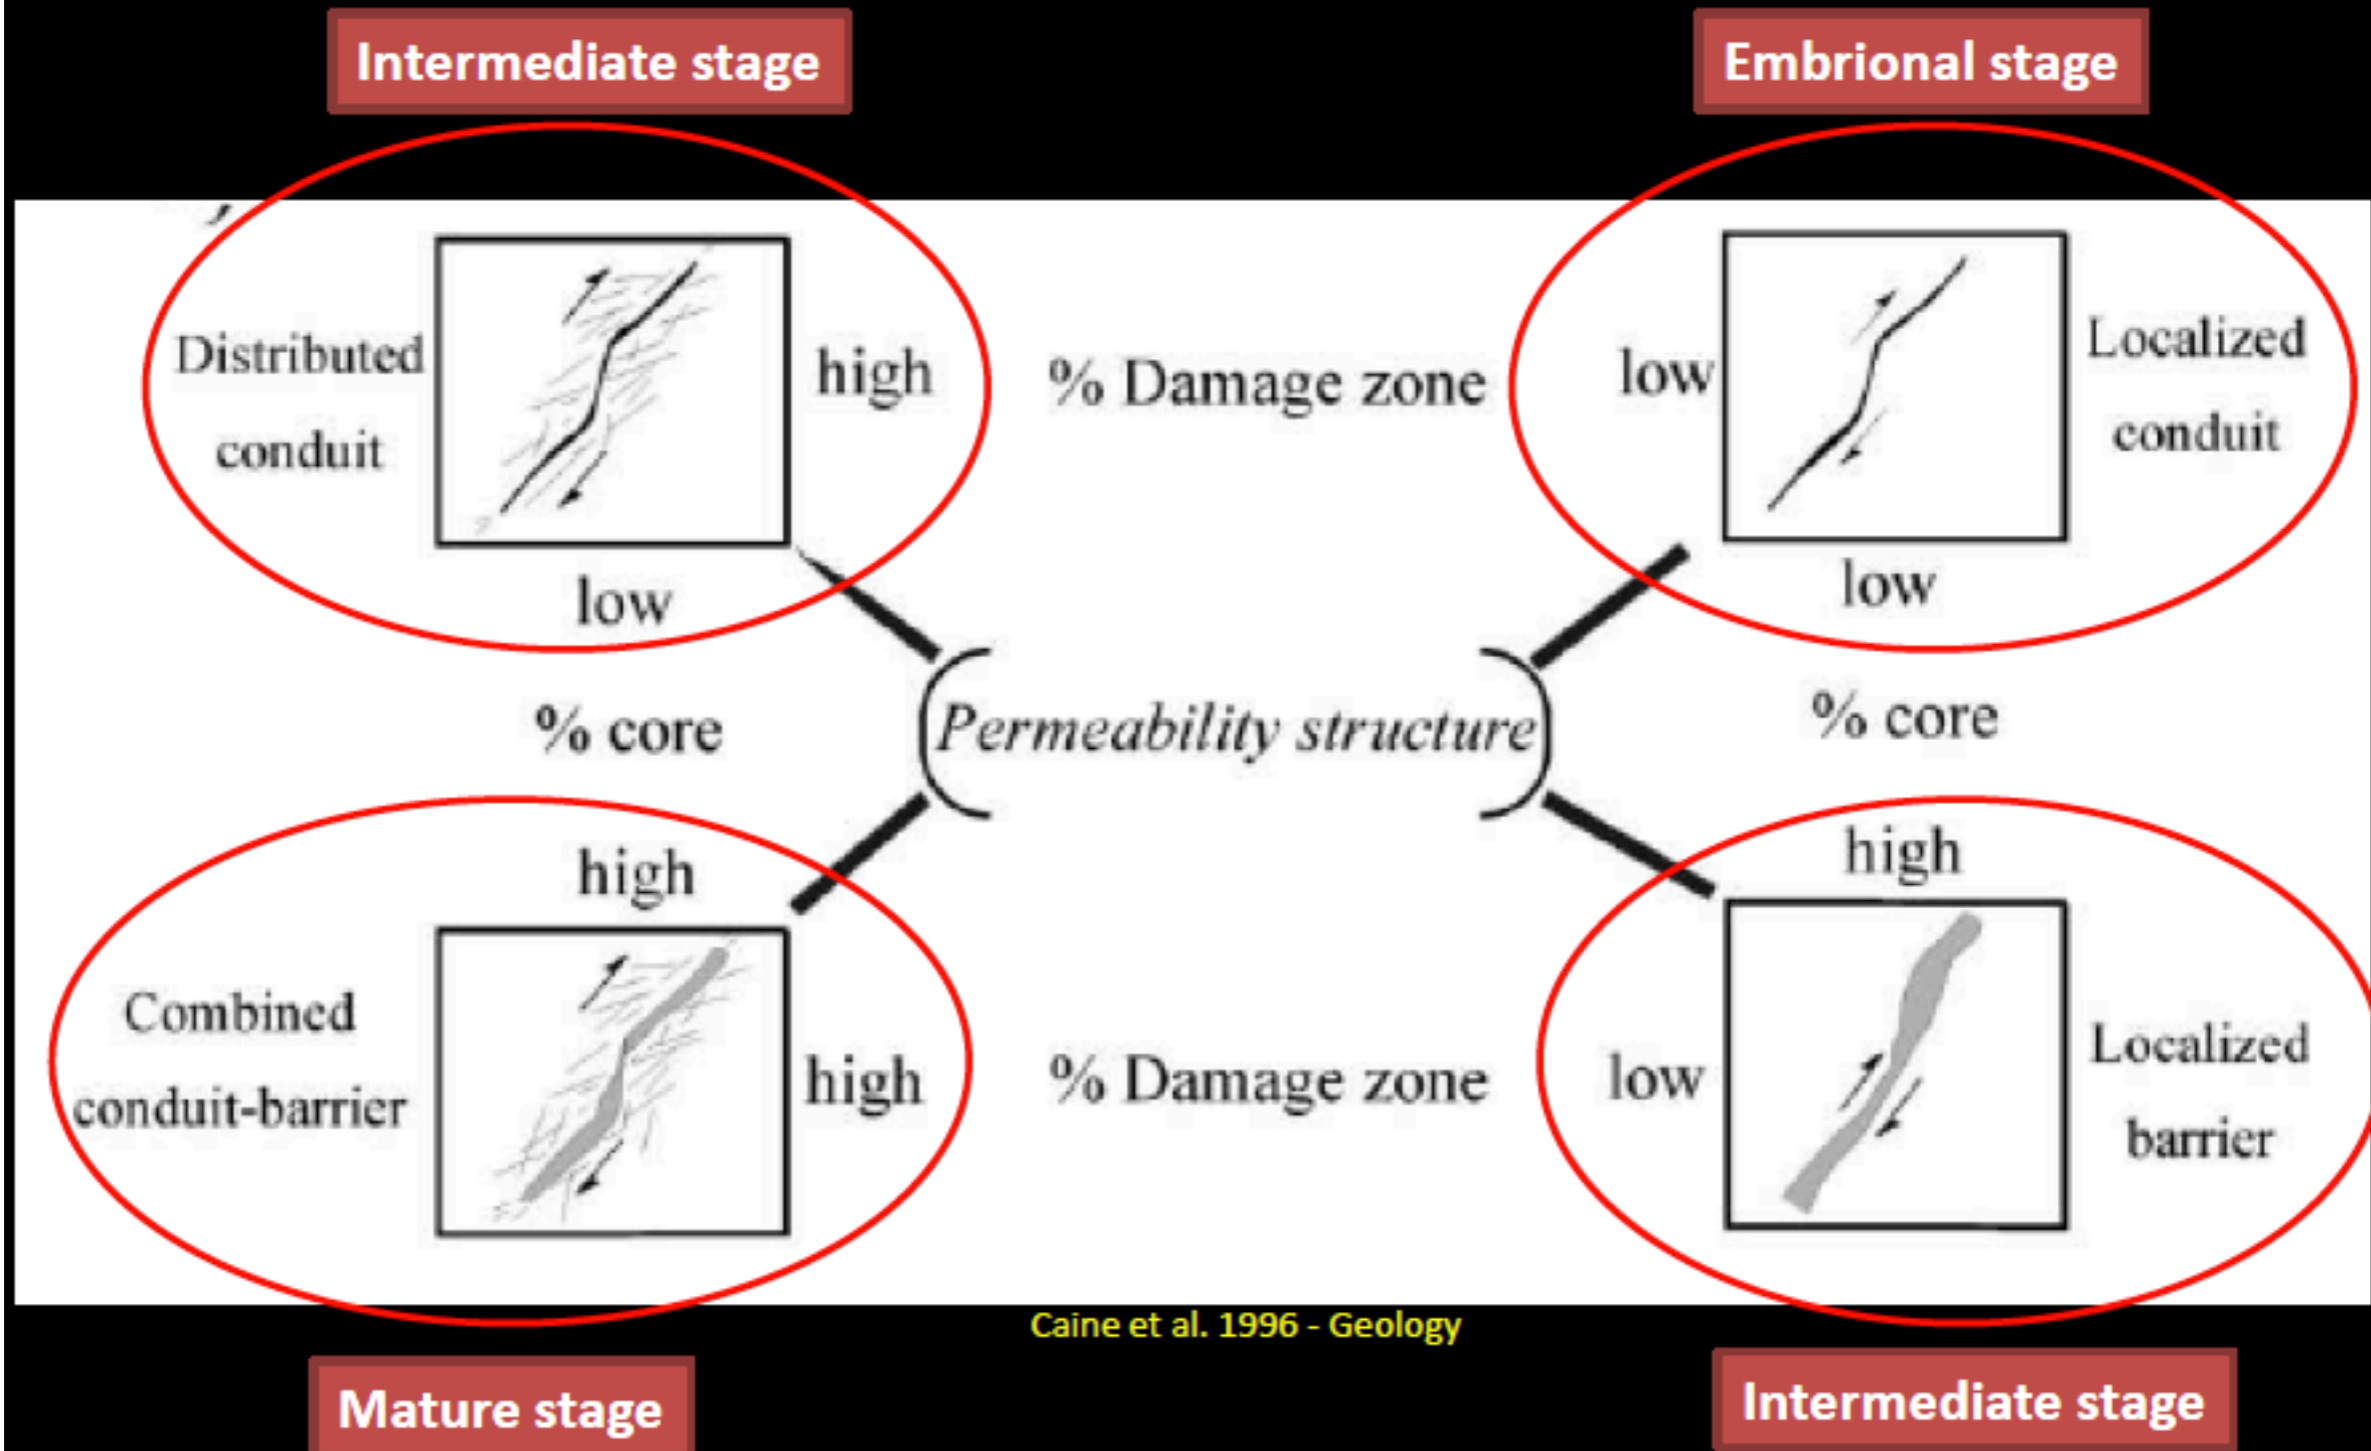 Intermediate stage
Embrional stage
Distributed
conduit
high
low
% Damage zone
low
Localized
conduit
low
% core
Permeability structure
% core
high
Combined
conduit-barrier
high
% Damage zone
high
low
Localized
barrier
Caine et al. 1996 - Geology
Mature stage
Intermediate stage